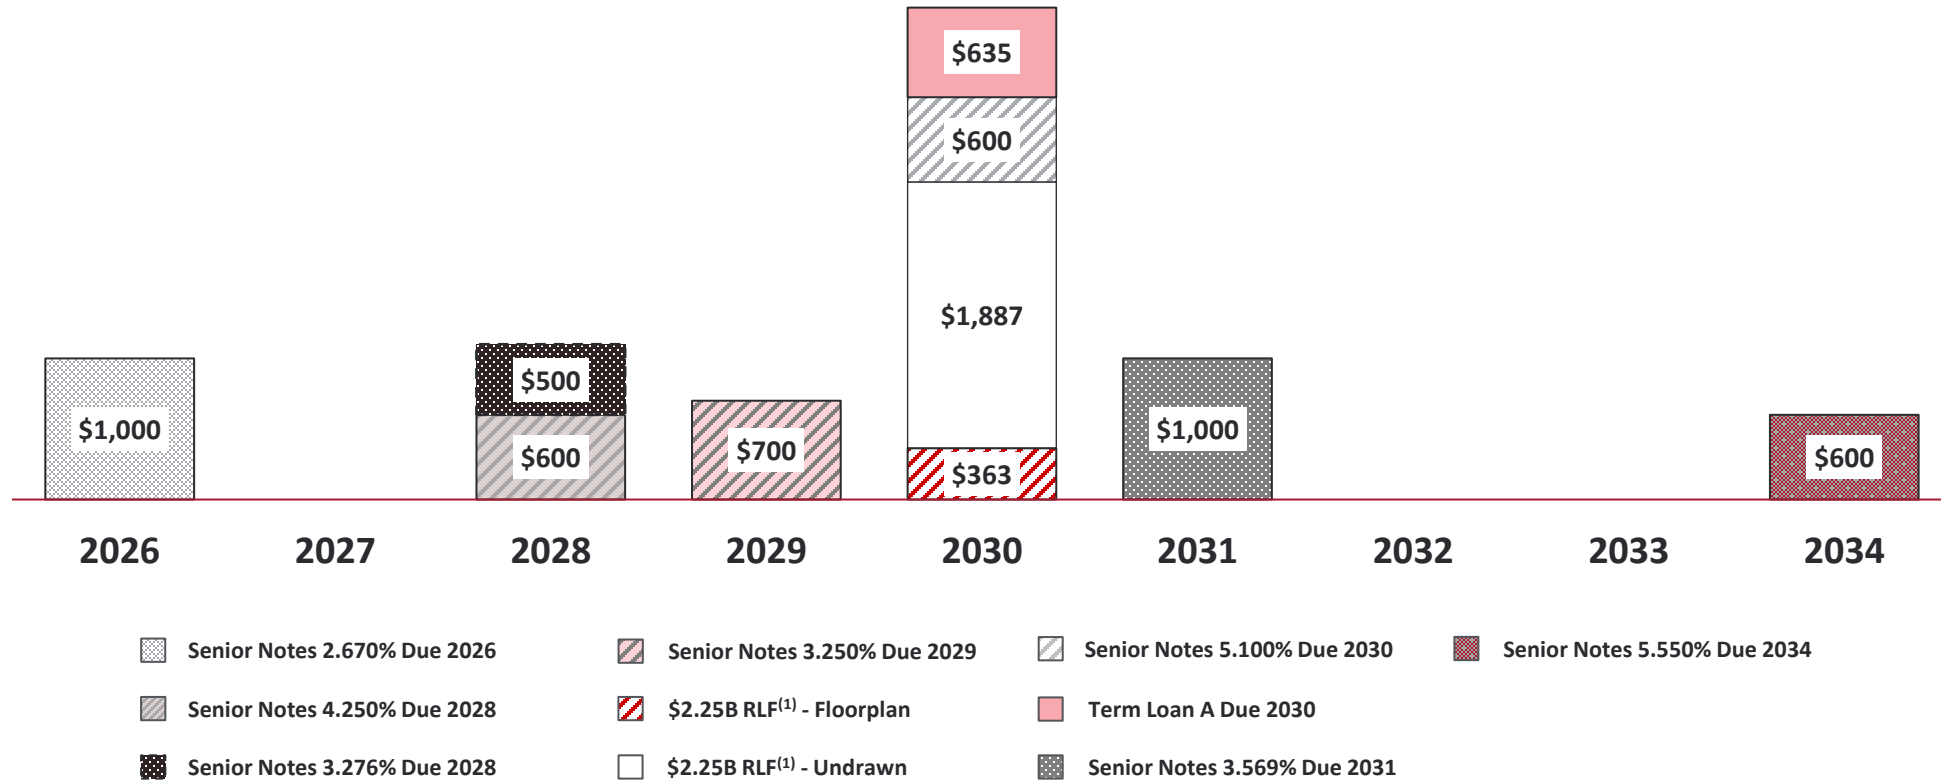 $635
$600
$1,887
$500
$1,000
$600
$700
$363
$1,000
$600
2026 2027 2028 2029 2030 2031 2032 2033 2034
Senior Notes 2.670% Due 2026
Senior Notes 3.250% Due 2029
Senior Notes 5.100% Due 2030
Senior Notes 5.550% Due 2034
Senior Notes 4.250% Due 2028
$2.25B RLF(1) - Floorplan
Term Loan A Due 2030
Senior Notes 3.276% Due 2028
$2.25B RLF(1) - Undrawn
Senior Notes 3.569% Due 2031